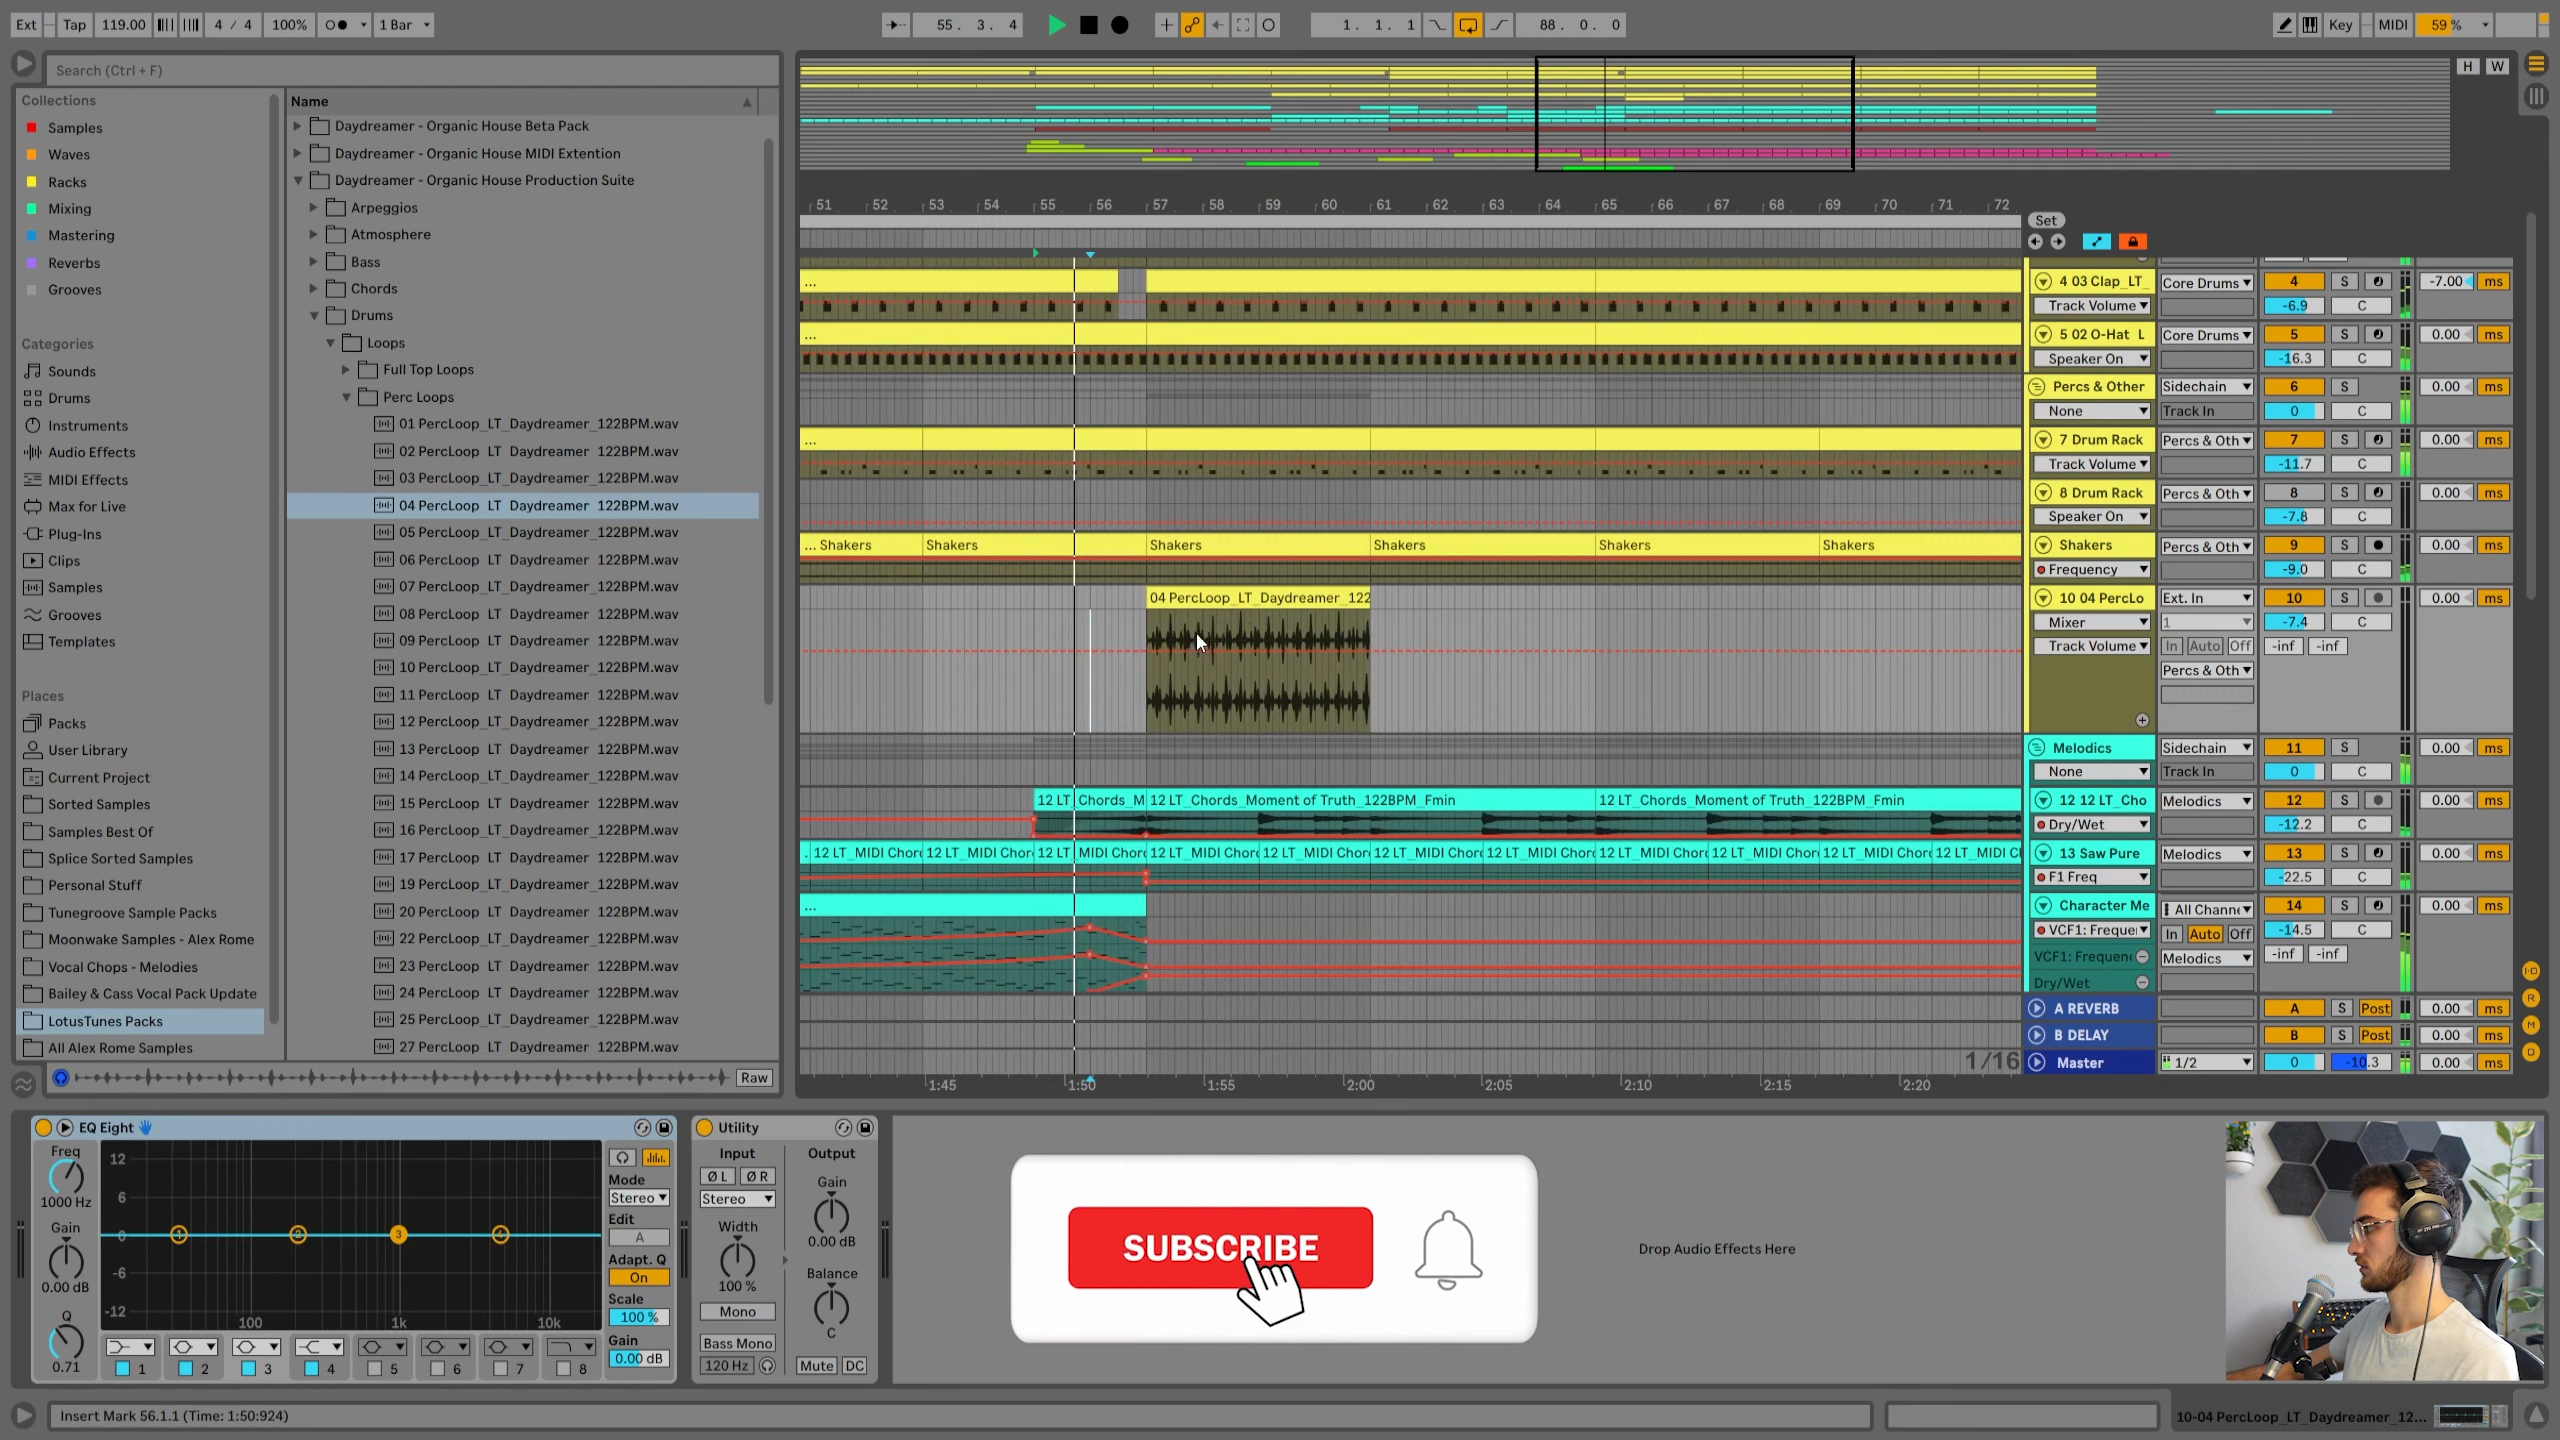 Ext Tap 119.00 4 / 4 100% 1 Bar 55. 3. 4 1. 1. 1 88. 0. 0 Key MIDI 59 %
Search (Ctrl + F)
H W
Collections
Samples
Waves
Racks
Mixing
Mastering
Reverbs
Grooves
Categories
Sounds
Drums
Instruments
Audio Effects
MIDI Effects
Max for Live
Plug-Ins
Clips
Samples
Grooves
Templates
Places
Packs
User Library
Current Project
Sorted Samples
Samples Best Of
Splice Sorted Samples
Personal Stuff
Tunegroove Sample Packs
Moonwake Samples - Alex Rome
Vocal Chops - Melodies
Bailey & Cass Vocal Pack Update
LotusTunes Packs
All Alex Rome Samples
Name
Daydreamer - Organic House Beta Pack
Daydreamer - Organic House MIDI Extention
Daydreamer - Organic House Production Suite
Arpeggios
Atmosphere
Bass
Chords
Drums
Loops
Full Top Loops
Perc Loops
01 PercLoop_LT_Daydreamer_122BPM.wav
02 PercLoop_LT_Daydreamer_122BPM.wav
03 PercLoop_LT_Daydreamer_122BPM.wav
04 PercLoop_LT_Daydreamer_122BPM.wav
05 PercLoop_LT_Daydreamer_122BPM.wav
06 PercLoop_LT_Daydreamer_122BPM.wav
07 PercLoop_LT_Daydreamer_122BPM.wav
08 PercLoop_LT_Daydreamer_122BPM.wav
09 PercLoop_LT_Daydreamer_122BPM.wav
10 PercLoop_LT_Daydreamer_122BPM.wav
11 PercLoop_LT_Daydreamer_122BPM.wav
12 PercLoop_LT_Daydreamer_122BPM.wav
13 PercLoop_LT_Daydreamer_122BPM.wav
14 PercLoop_LT_Daydreamer_122BPM.wav
15 PercLoop_LT_Daydreamer_122BPM.wav
16 PercLoop_LT_Daydreamer_122BPM.wav
17 PercLoop_LT_Daydreamer_122BPM.wav
19 PercLoop_LT_Daydreamer_122BPM.wav
20 PercLoop_LT_Daydreamer_122BPM.wav
22 PercLoop_LT_Daydreamer_122BPM.wav
23 PercLoop_LT_Daydreamer_122BPM.wav
24 PercLoop_LT_Daydreamer_122BPM.wav
25 PercLoop_LT_Daydreamer_122BPM.wav
27 PercLoop_LT_Daydreamer_122BPM.wav
Raw
51 52 53 54 55 56 57 58 59 60 61 62 63 64 65 66 67 68 69 70 71 72
Set
... 4 03 Clap_LT_ Core Drums 4 S -7.00 ms
Track Volume -6.9 C
... 5 02 O-Hat L Core Drums 5 S 0.00 ms
Speaker On -16.3 C
Percs & Other Sidechain 6 S 0.00 ms
None Track In 0 C
... 7 Drum Rack Percs & Oth 7 S 0.00 ms
Track Volume -11.7 C
8 Drum Rack Percs & Oth 8 S 0.00 ms
Speaker On -7.8 C
... Shakers Shakers Shakers Shakers Shakers Shakers Shakers Percs & Oth 9 S 0.00 ms
Frequency -9.0 C
04 PercLoop_LT_Daydreamer_122 10 04 PercLo Ext. In 10 S 0.00 ms
Mixer 1 -7.4 C
Track Volume In Auto Off -inf -inf
Percs & Oth
Melodics Sidechain 11 S 0.00 ms
None Track In 0 C
12 LT_Chords_M 12 LT_Chords_Moment of Truth_122BPM_Fmin 12 LT_Chords_Moment of Truth_122BPM_Fmin 12 12 LT_Cho Melodics 12 S 0.00 ms
Dry/Wet -12.2 C
12 LT_MIDI Chor 12 LT_MIDI Chor 12 LT_MIDI Chor 12 LT_MIDI Chor 12 LT_MIDI Chor 12 LT_MIDI Chor 12 LT_MIDI Chor 12 LT_MIDI Chor 12 LT_MIDI Chor 12 LT_MIDI Chor 12 LT_MIDI C 13 Saw Pure Melodics 13 S 0.00 ms
F1 Freq -22.5 C
... Character Me All Channe 14 S 0.00 ms
VCF1: Freque In Auto Off -14.5 C
VCF1: Frequen Melodics -inf -inf
Dry/Wet
A REVERB A S Post 0.00 ms
B DELAY B S Post 0.00 ms
1/16 Master 1/2 0 -10.3 0.00 ms
1:45 1:50 1:55 2:00 2:05 2:10 2:15 2:20
EQ Eight
Freq
1000 Hz
Gain
0.00 dB
Q
0.71
12
6
0
-6
-12
1 2 3 4
100 1k 10k
1 2 3 4 5 6 7 8
Mode
Stereo
Edit
A
Adapt. Q
On
Scale
100 %
Gain
0.00 dB
Utility
Input
Ø L Ø R
Stereo
Width
100 %
Mono
Bass Mono
120 Hz
Output
Gain
0.00 dB
Balance
C
Mute DC
SUBSCRIBE
Drop Audio Effects Here
Insert Mark 56.1.1 (Time: 1:50:924)
10-04 PercLoop_LT_Daydreamer_12...